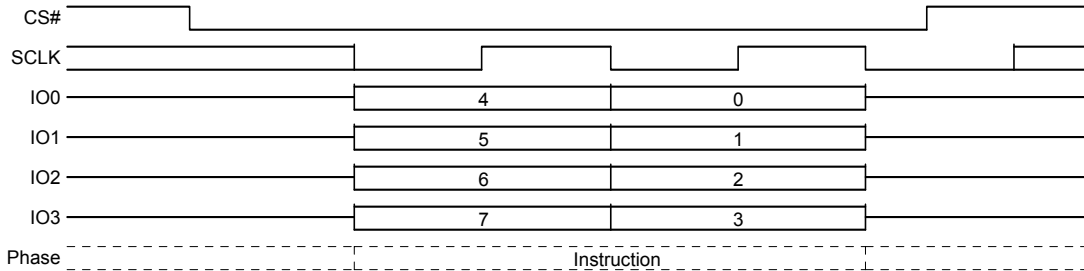 CS#
SCLK
IO0 4 0
IO1 5 1
IO2 6 2
IO3 7 3
Phase Instruction